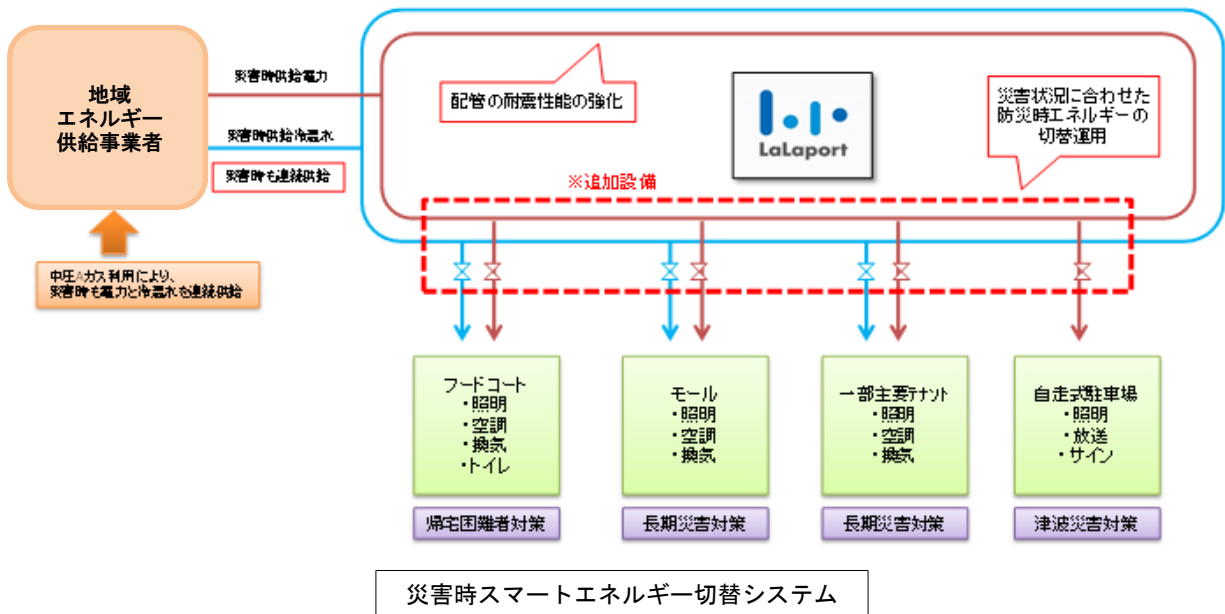 地域
エネルギー
供給事業者
災害時供給電力
災害時供給冷温水
災害時も連続供給
中圧Aガス利用により、
災害時も電力と冷温水を連続供給
配管の耐震性能の強化
LaLaport
災害状況に合わせた
防災時エネルギーの
切替運用
※追加設備
フードコート
・照明
・空調
・換気
・トイレ
帰宅困難者対策
モール
・照明
・空調
・換気
長期災害対策
一部主要テナント
・照明
・空調
・換気
長期災害対策
自走式駐車場
・照明
・放送
・サイン
津波災害対策
災害時スマートエネルギー切替システム